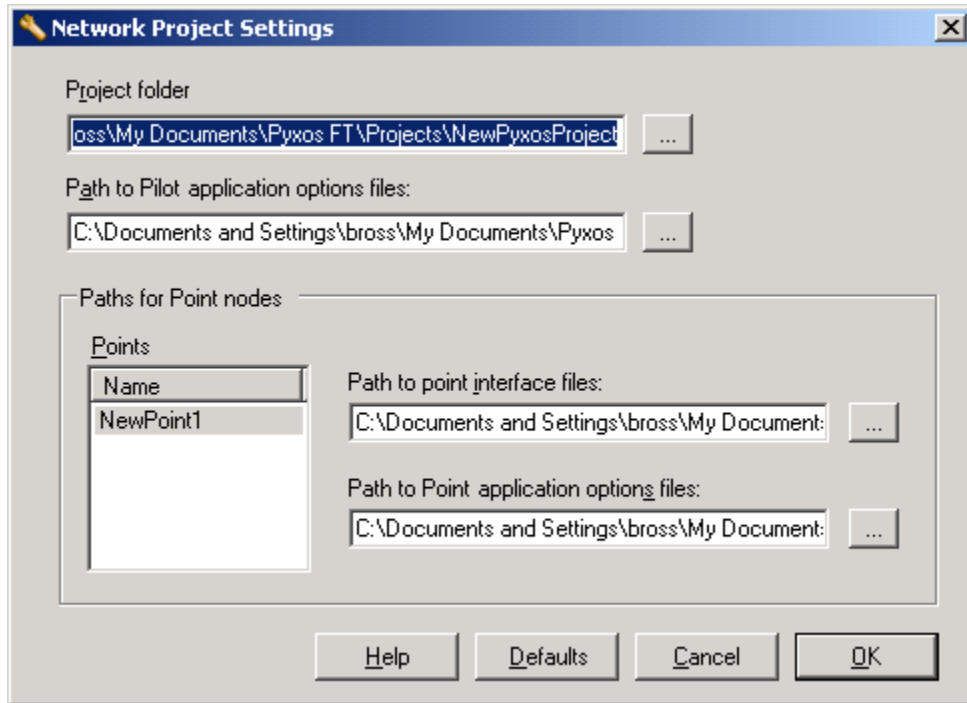 Network Project Settings
Project folder
oss\My Documents\Pyxos FT\Projects\NewPyxosProject
...
Path to Pilot application options files:
C:\Documents and Settings\bross\My Documents\Pyxos
...
Paths for Point nodes
Points
Name
NewPoint1
Path to point interface files:
C:\Documents and Settings\bross\My Document
...
Path to Point application options files:
C:\Documents and Settings\bross\My Document
...
Help Defaults Cancel OK